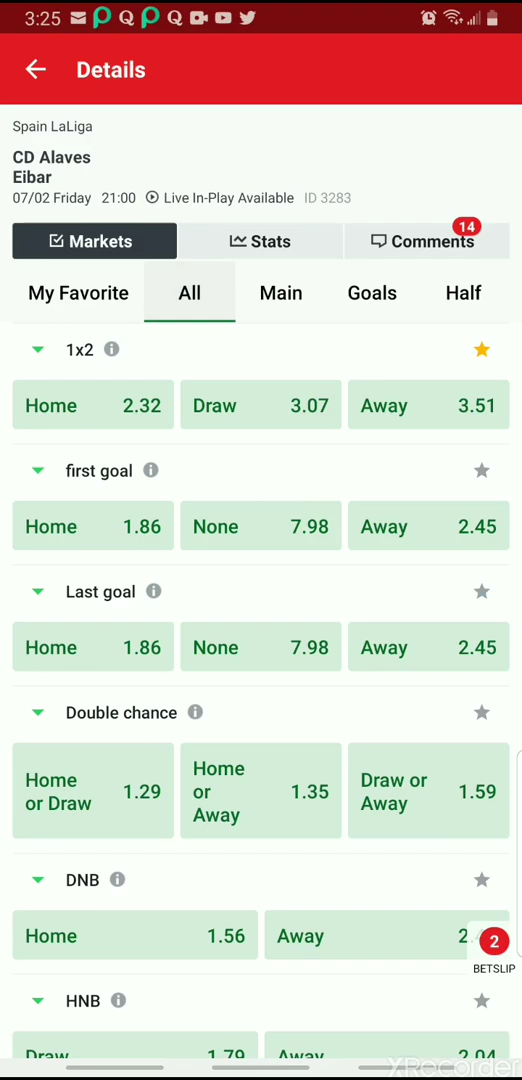 3:25
Details
Spain LaLiga
CD Alaves
Eibar
07/02 Friday 21:00 Live In-Play Available ID 3283
14
Markets Stats Comments
My Favorite All Main Goals Half
1x2
Home 2.32 Draw 3.07 Away 3.51
first goal
Home 1.86 None 7.98 Away 2.45
Last goal
Home 1.86 None 7.98 Away 2.45
Double chance
Home or Draw 1.29
Home or Away 1.35
Draw or Away 1.59
DNB
Home 1.56 Away
2
BETSLIP
HNB
Draw 1.79 Away 2.04
XRecorder